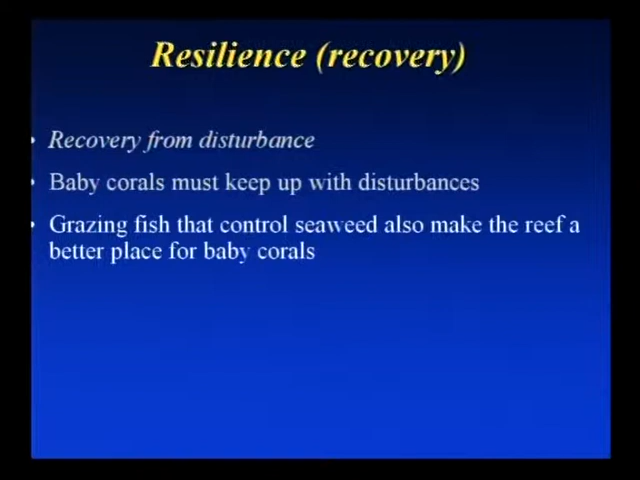 Resilience (recovery)
• Recovery from disturbance
• Baby corals must keep up with disturbances
• Grazing fish that control seaweed also make the reef a
better place for baby corals